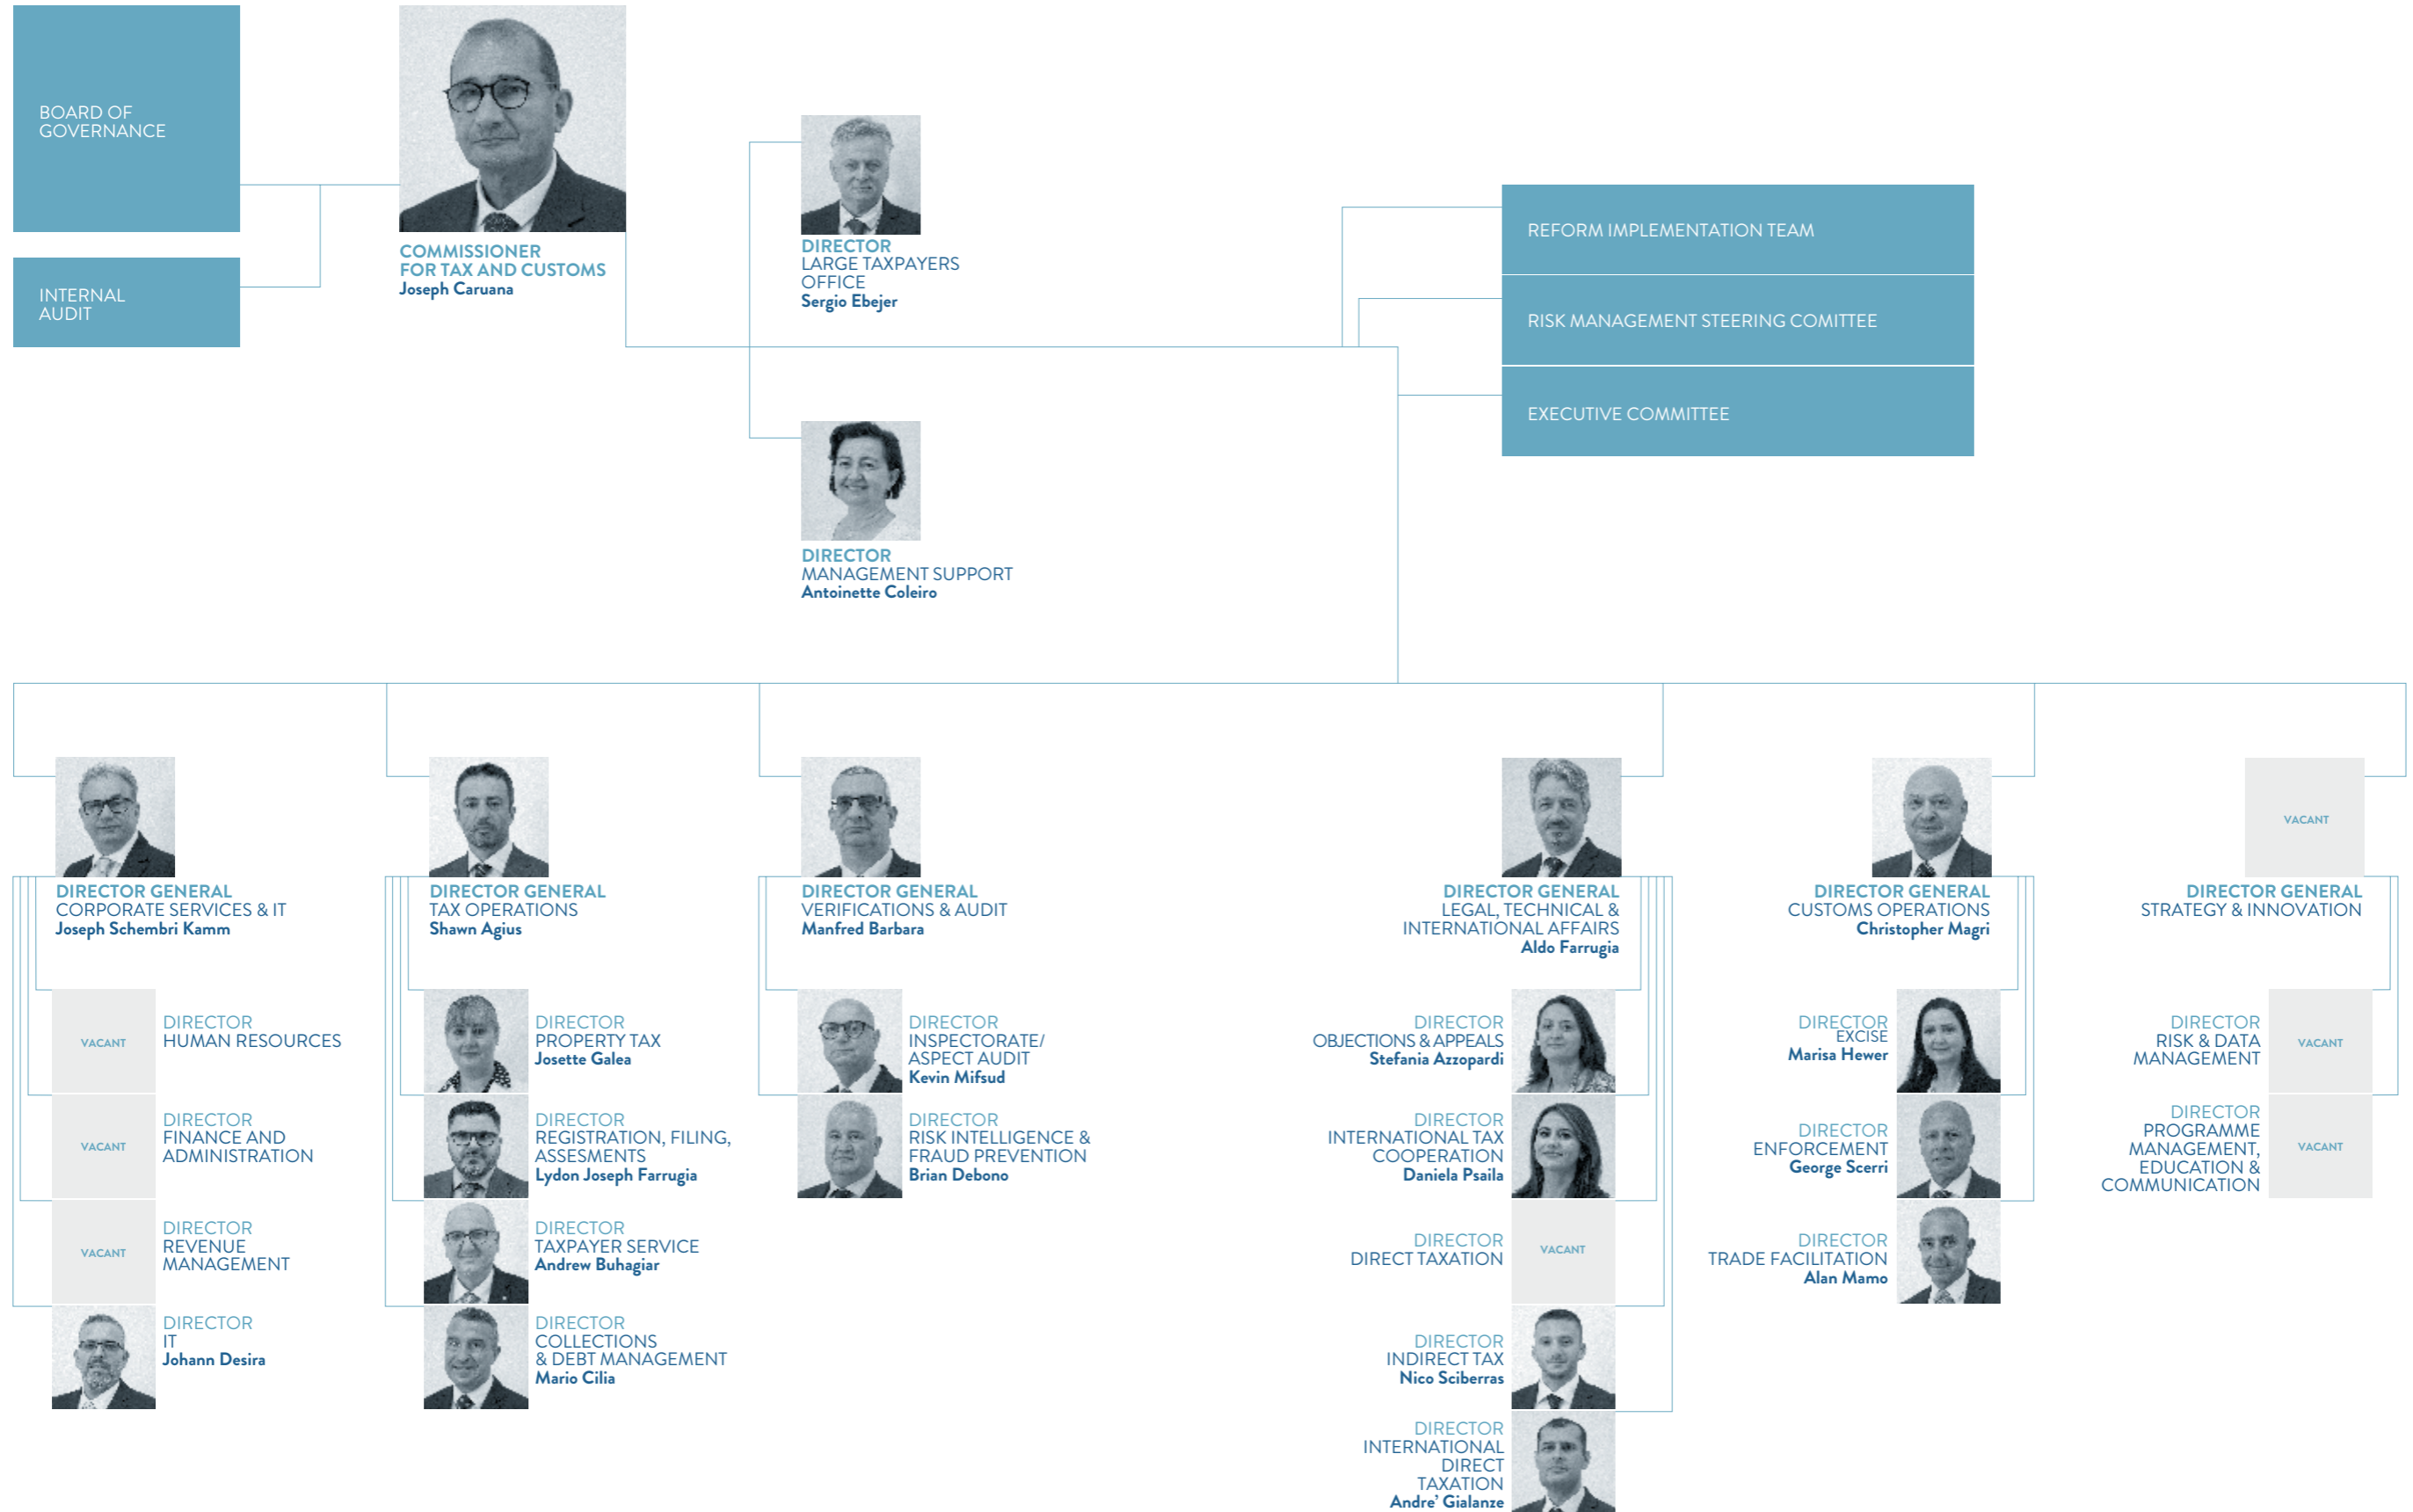 BOARD OF
GOVERNANCE
INTERNAL
AUDIT
COMMISSIONER
FOR TAX AND CUSTOMS
Joseph Caruana
DIRECTOR
LARGE TAXPAYERS
OFFICE
Sergio Ebejer
DIRECTOR
MANAGEMENT SUPPORT
Antoinette Coleiro
REFORM IMPLEMENTATION TEAM
RISK MANAGEMENT STEERING COMITTEE
EXECUTIVE COMMITTEE
DIRECTOR GENERAL
CORPORATE SERVICES & IT
Joseph Schembri Kamm
VACANT
DIRECTOR
HUMAN RESOURCES
VACANT
DIRECTOR
FINANCE AND
ADMINISTRATION
VACANT
DIRECTOR
REVENUE
MANAGEMENT
DIRECTOR
IT
Johann Desira
DIRECTOR GENERAL
TAX OPERATIONS
Shawn Agius
DIRECTOR
PROPERTY TAX
Josette Galea
DIRECTOR
REGISTRATION, FILING,
ASSESMENTS
Lydon Joseph Farrugia
DIRECTOR
TAXPAYER SERVICE
Andrew Buhagiar
DIRECTOR
COLLECTIONS
& DEBT MANAGEMENT
Mario Cilia
DIRECTOR GENERAL
VERIFICATIONS & AUDIT
Manfred Barbara
DIRECTOR
INSPECTORATE/
ASPECT AUDIT
Kevin Mifsud
DIRECTOR
RISK INTELLIGENCE &
FRAUD PREVENTION
Brian Debono
DIRECTOR GENERAL
LEGAL, TECHNICAL &
INTERNATIONAL AFFAIRS
Aldo Farrugia
DIRECTOR
OBJECTIONS & APPEALS
Stefania Azzopardi
DIRECTOR
INTERNATIONAL TAX
COOPERATION
Daniela Psaila
DIRECTOR
DIRECT TAXATION
VACANT
DIRECTOR
INDIRECT TAX
Nico Sciberras
DIRECTOR
INTERNATIONAL
DIRECT
TAXATION
Andre' Gialanze
DIRECTOR GENERAL
CUSTOMS OPERATIONS
Christopher Magri
DIRECTOR
EXCISE
Marisa Hewer
DIRECTOR
ENFORCEMENT
George Scerri
DIRECTOR
TRADE FACILITATION
Alan Mamo
VACANT
DIRECTOR GENERAL
STRATEGY & INNOVATION
DIRECTOR
RISK & DATA
MANAGEMENT
VACANT
DIRECTOR
PROGRAMME
MANAGEMENT,
EDUCATION &
COMMUNICATION
VACANT